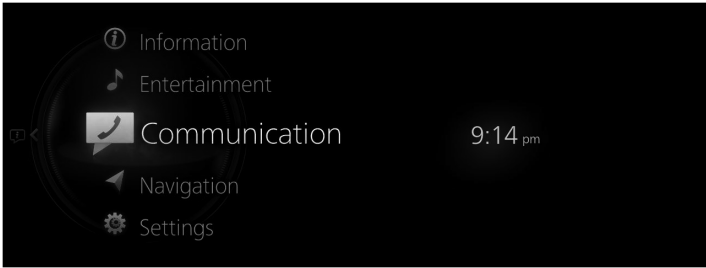 Information
Entertainment
Communication
9:14 pm
Navigation
Settings